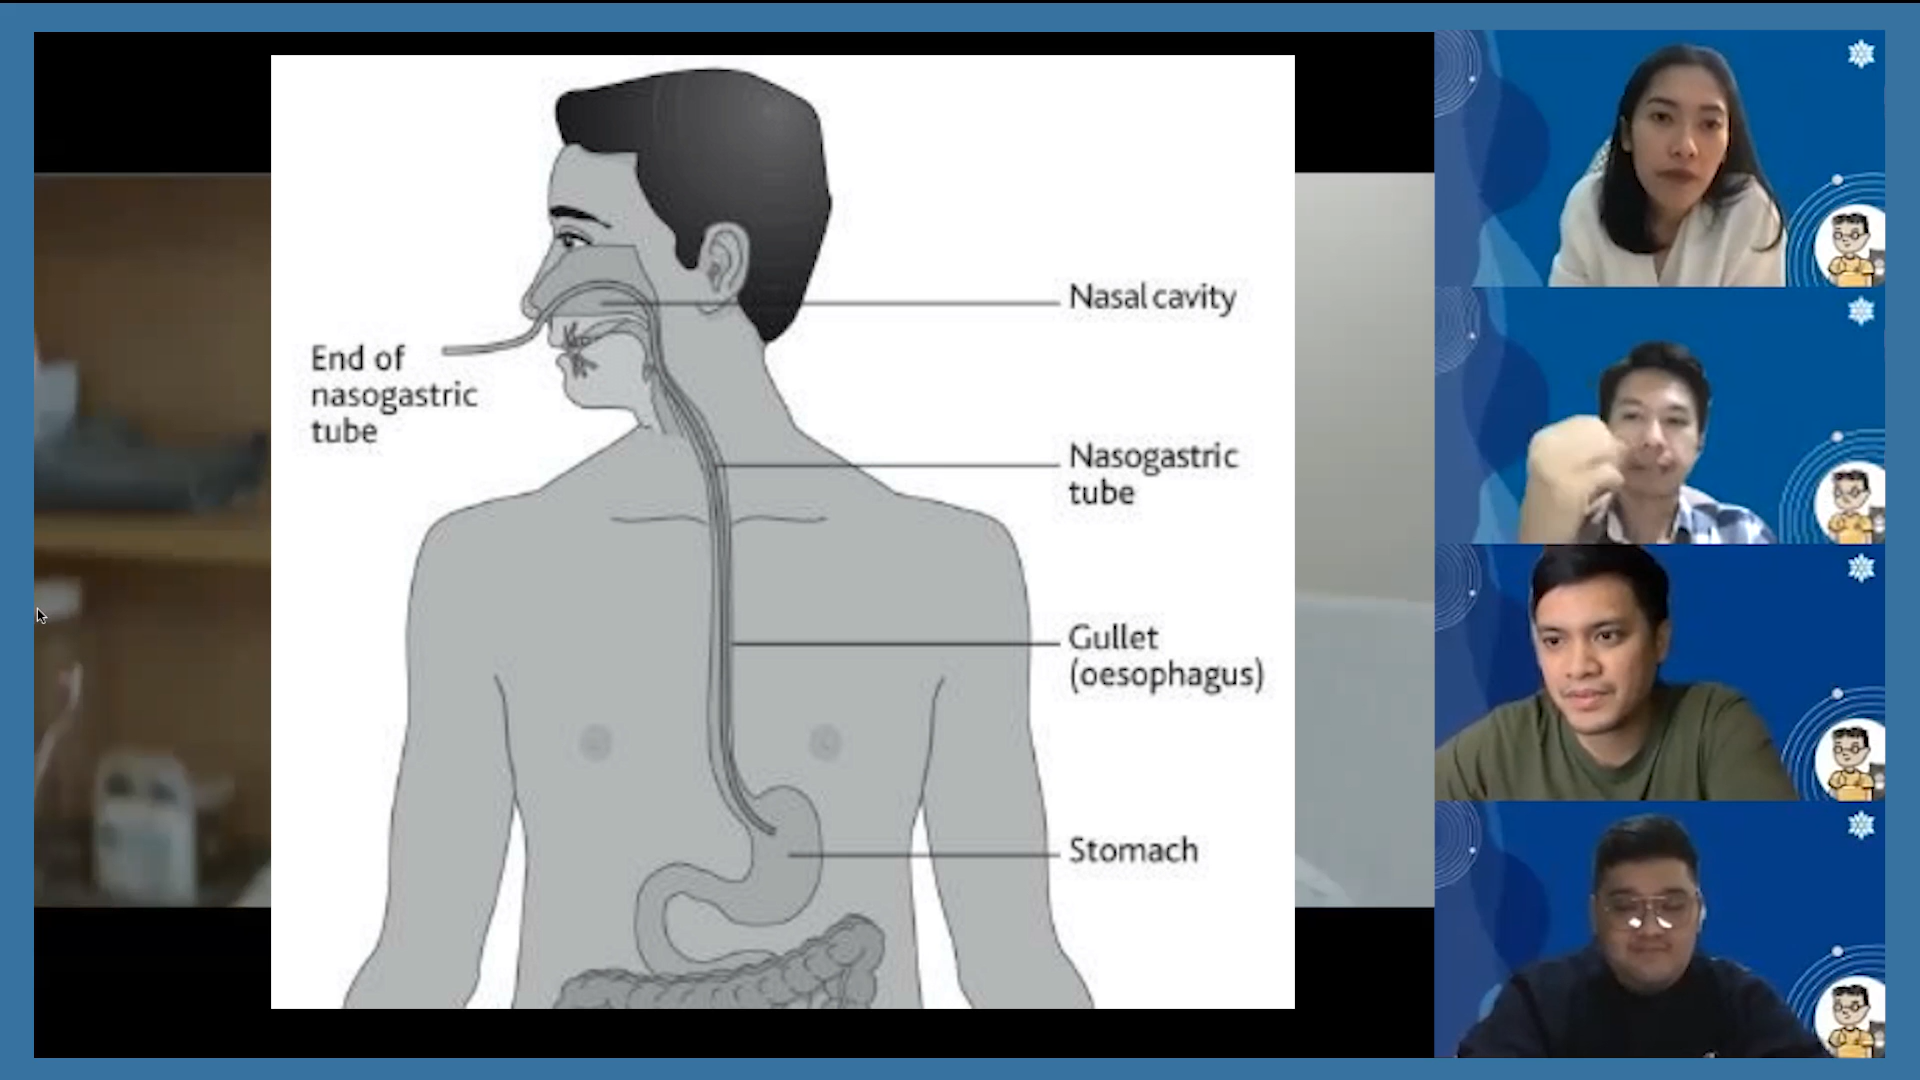 Nasal cavity
End of
nasogastric
tube
Nasogastric
tube
Gullet
(oesophagus)
Stomach